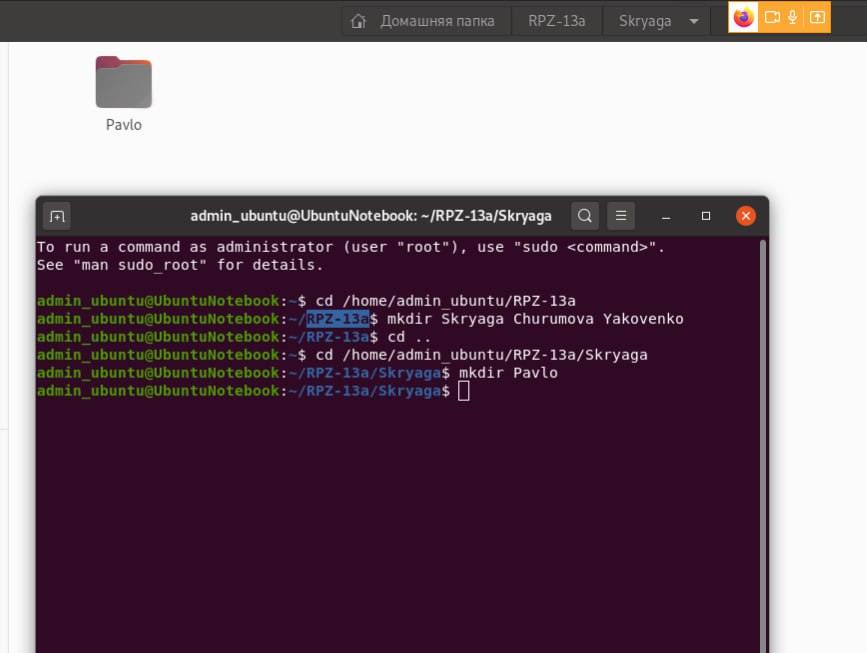 Домашняя папка RPZ-13a Skryaga
Pavlo
admin_ubuntu@UbuntuNotebook: ~/RPZ-13a/Skryaga
To run a command as administrator (user "root"), use "sudo <command>".
See "man sudo_root" for details.
admin_ubuntu@UbuntuNotebook:~$ cd /home/admin_ubuntu/RPZ-13a
admin_ubuntu@UbuntuNotebook:~/RPZ-13a$ mkdir Skryaga Churumova Yakovenko
admin_ubuntu@UbuntuNotebook:~/RPZ-13a$ cd ..
admin_ubuntu@UbuntuNotebook:~$ cd /home/admin_ubuntu/RPZ-13a/Skryaga
admin_ubuntu@UbuntuNotebook:~/RPZ-13a/Skryaga$ mkdir Pavlo
admin_ubuntu@UbuntuNotebook:~/RPZ-13a/Skryaga$